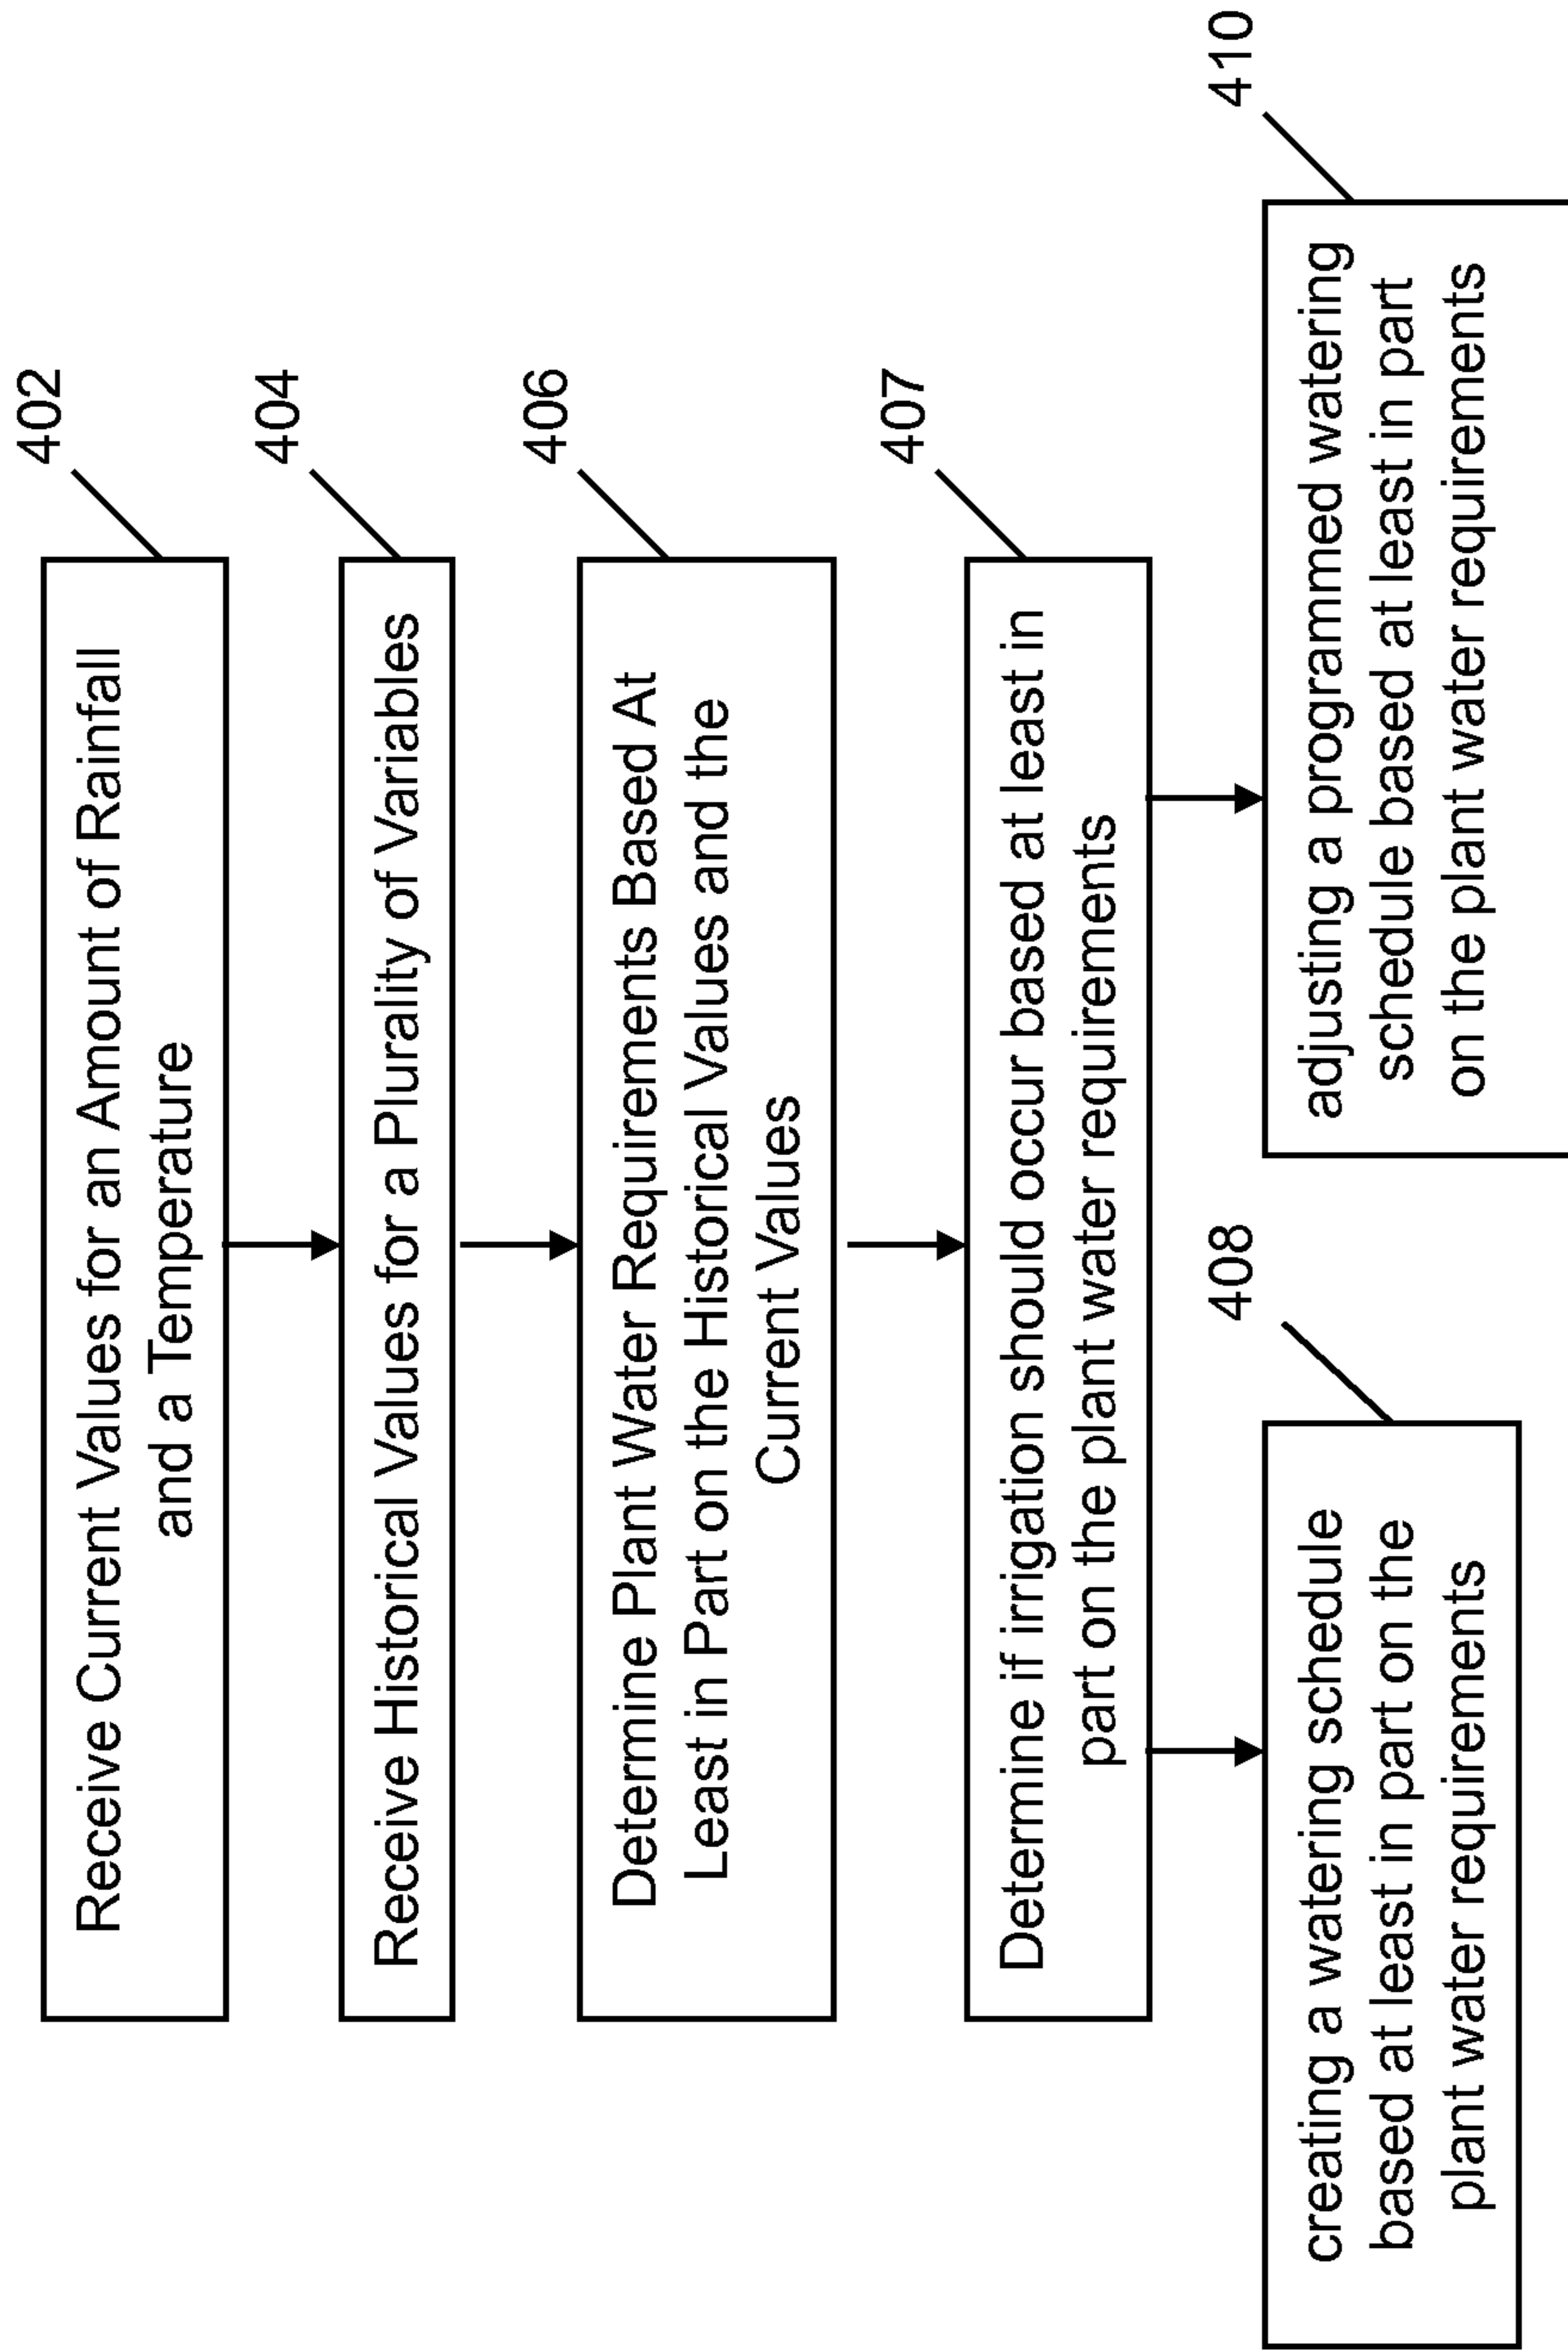 402
Receive Current Values for an Amount of Rainfall
and a Temperature
404
Receive Historical Values for a Plurality of Variables
406
Determine Plant Water Requirements Based At
Least in Part on the Historical Values and the
Current Values
407
Determine if irrigation should occur based at least in
part on the plant water requirements
408
creating a watering schedule
based at least in part on the
plant water requirements
410
adjusting a programmed watering
schedule based at least in part
on the plant water requirements